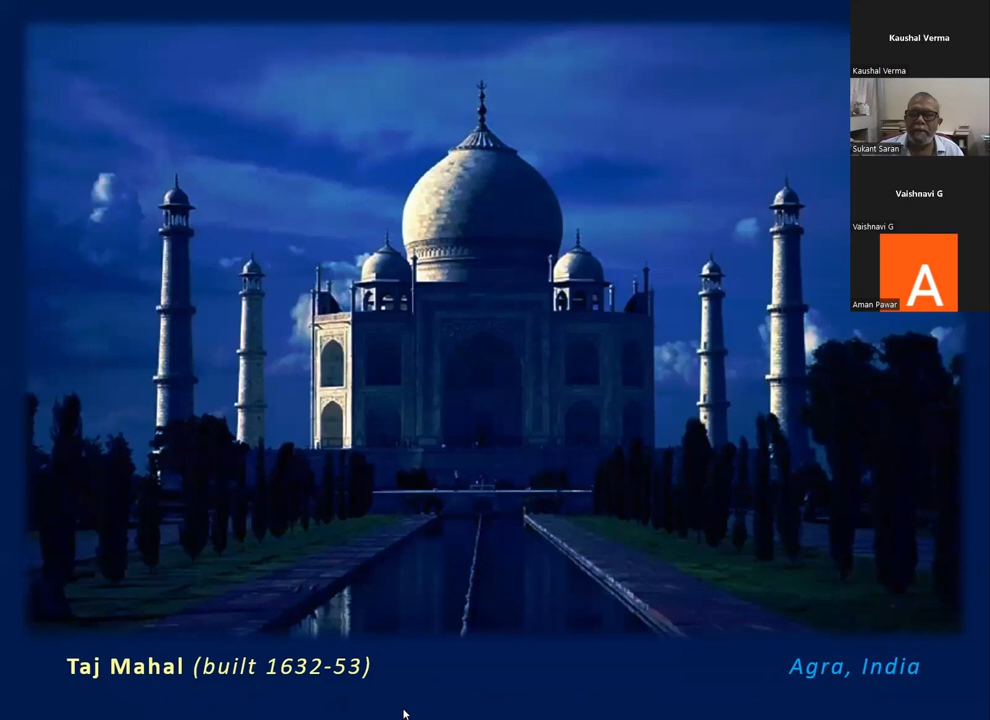 Kaushal Verma
Kaushal Verma
Sukant Saran
Vaishnavi G
Vaishnavi G
A
Aman Pawar
Taj Mahal (built 1632-53)
Agra, India